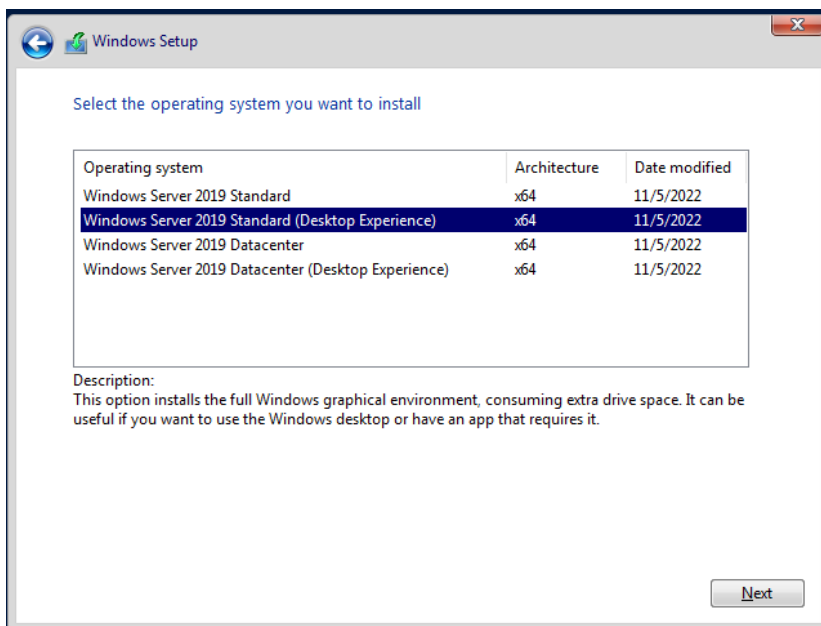 Windows Setup
Select the operating system you want to install
Operating system Architecture Date modified
Windows Server 2019 Standard x64 11/5/2022
Windows Server 2019 Standard (Desktop Experience) x64 11/5/2022
Windows Server 2019 Datacenter x64 11/5/2022
Windows Server 2019 Datacenter (Desktop Experience) x64 11/5/2022
Description:
This option installs the full Windows graphical environment, consuming extra drive space. It can be
useful if you want to use the Windows desktop or have an app that requires it.
Next